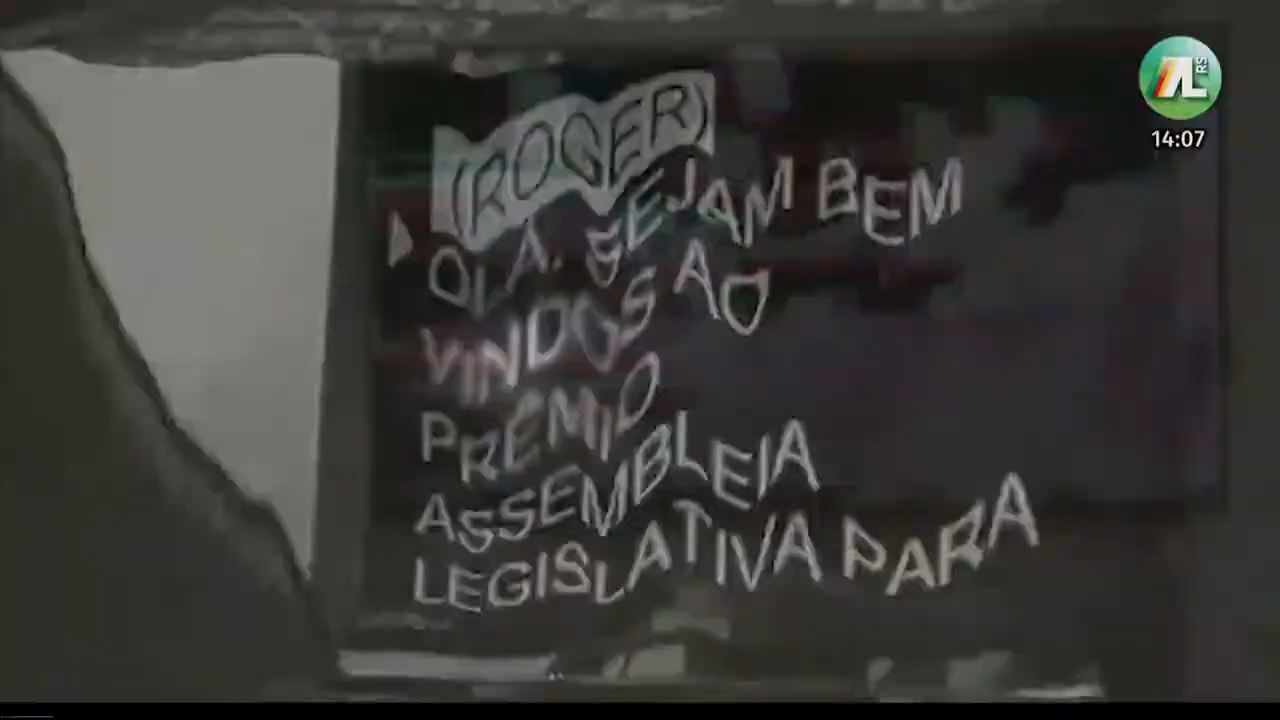 (ROGER)
OLÁ. SEJAM BEM
VINDOS AO
PRÊMIO
ASSEMBLEIA
LEGISLATIVA PARA
AL RS
14:07